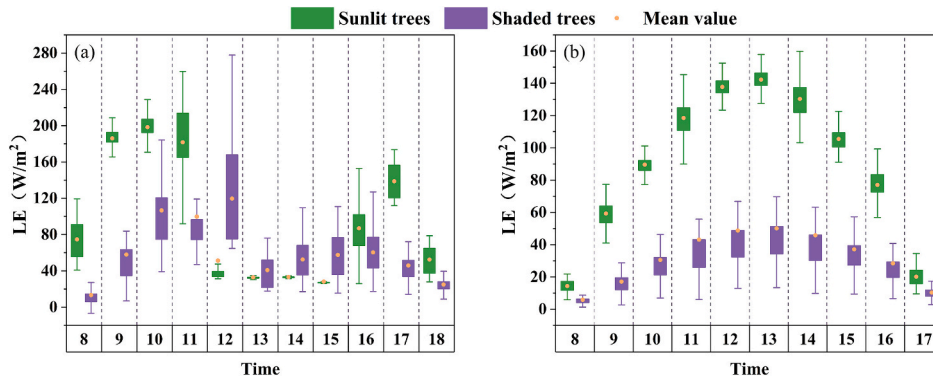 Sunlit trees Shaded trees Mean value
(a)
LE (W/m²)
280
240
200
160
120
80
40
0
8 9 10 11 12 13 14 15 16 17 18
Time
(b)
LE (W/m²)
160
140
120
100
80
60
40
20
0
8 9 10 11 12 13 14 15 16 17
Time